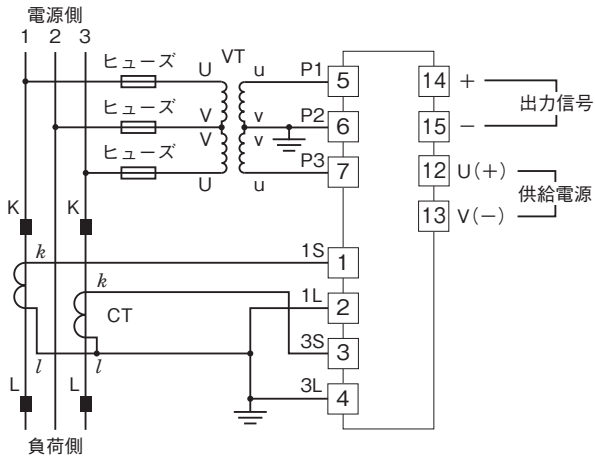 電源側
1 2 3
ヒューズ U VT u P1 5 14 +
出力信号
ヒューズ V v P2 6 15 −
ヒューズ V v
U u P3 7 12 U(+)
供給電源
13 V(−)
K K
k 1S 1
k 1L 2
CT
3S 3
l l
L L 3L 4
負荷側